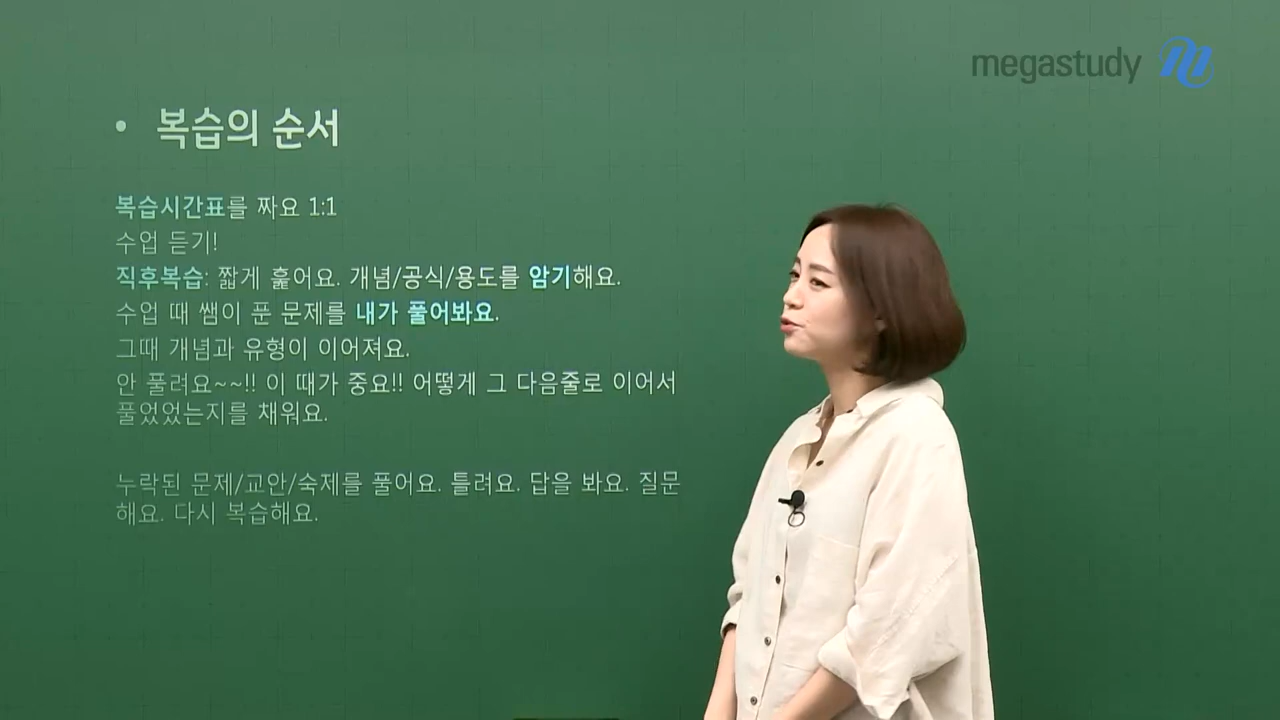 megastudy
• 복습의 순서
복습시간표를 짜요 1:1
수업 듣기!
직후복습: 짧게 훑어요. 개념/공식/용도를 암기해요.
수업 때 쌤이 푼 문제를 내가 풀어봐요.
그때 개념과 유형이 이어져요.
안 풀려요~~!! 이 때가 중요!! 어떻게 그 다음줄로 이어서
풀었었는지를 채워요.
누락된 문제/교안/숙제를 풀어요. 틀려요. 답을 봐요. 질문
해요. 다시 복습해요.